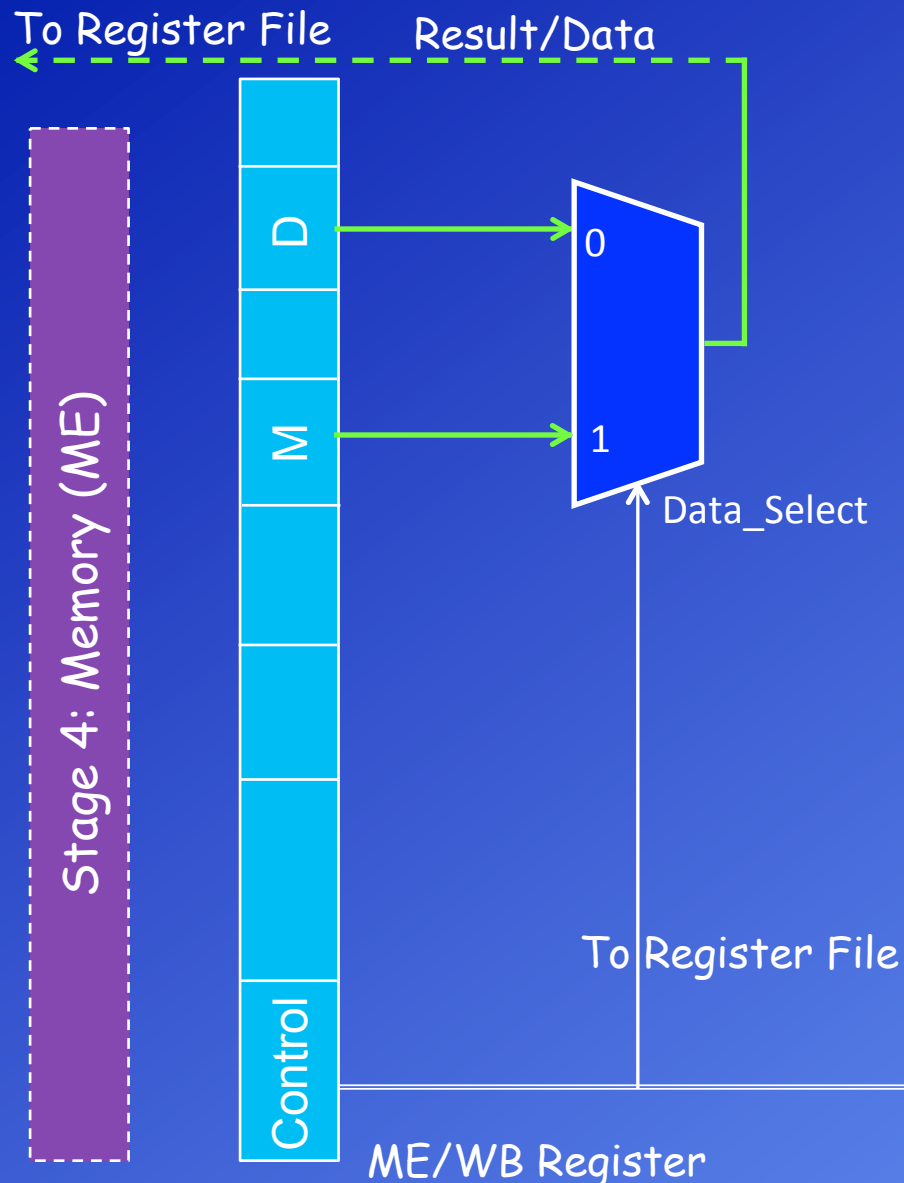 To Register File
Result/Data
Stage 4: Memory (ME)
D
0
M
1
Data_Select
To Register File
Control
ME/WB Register